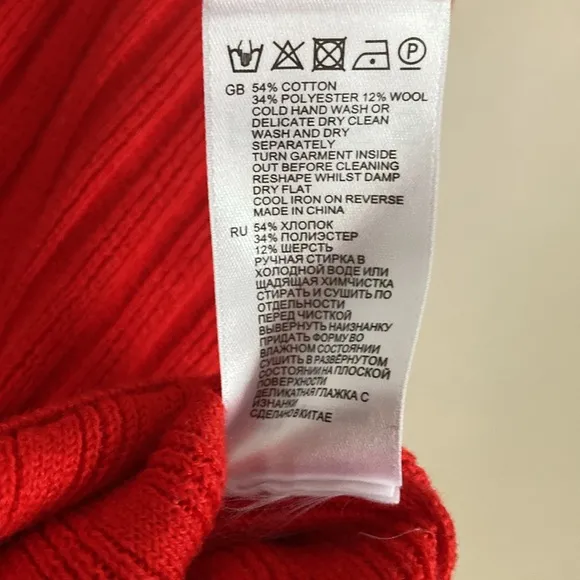 P
GB 54% COTTON
34% POLYESTER 12% WOOL
COLD HAND WASH OR
DELICATE DRY CLEAN
WASH AND DRY
SEPARATELY
TURN GARMENT INSIDE
OUT BEFORE CLEANING
RESHAPE WHILST DAMP
DRY FLAT
COOL IRON ON REVERSE
MADE IN CHINA
RU 54% ХЛОПОК
34% ПОЛИЭСТЕР
12% ШЕРСТЬ
РУЧНАЯ СТИРКА В
ХОЛОДНОЙ ВОДЕ ИЛИ
ЩАДЯЩАЯ ХИМЧИСТКА
СТИРАТЬ И СУШИТЬ ПО
ОТДЕЛЬНОСТИ
ПЕРЕД ЧИСТКОЙ
ВЫВЕРНУТЬ НАИЗНАНКУ
ПРИДАТЬ ФОРМУ ВО
ВЛАЖНОМ СОСТОЯНИИ
СУШИТЬ В РАЗВЁРНУТОМ
СОСТОЯНИИ НА ПЛОСКОЙ
ПОВЕРХНОСТИ
ДЕЛИКАТНАЯ ГЛАЖКА С
ИЗНАНКИ
СДЕЛАНО В КИТАЕ